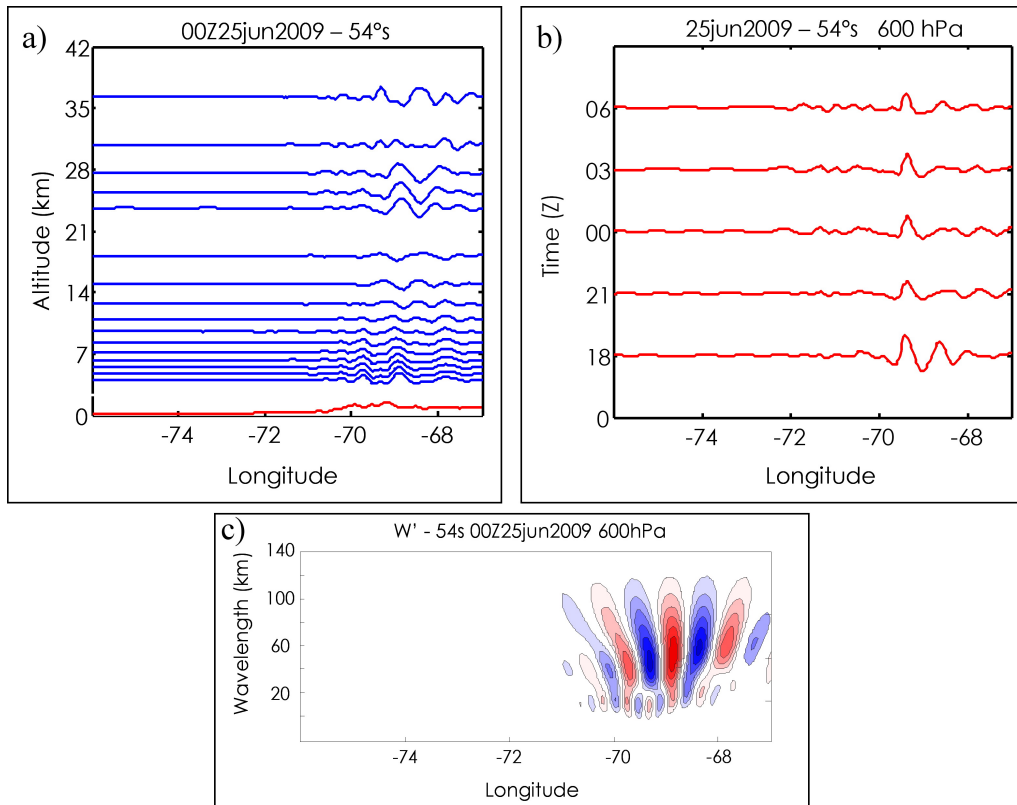 a)
00Z25jun2009 – 54°s
42
35
28
21
14
7
0
Altitude (km)
-74
-72
-70
-68
Longitude
b)
25jun2009 – 54°s 600 hPa
06
03
00
21
18
0
Time (Z)
-74
-72
-70
-68
Longitude
c)
W' - 54s 00Z25jun2009 600hPa
140
100
60
20
Wavelength (km)
-74
-72
-70
-68
Longitude